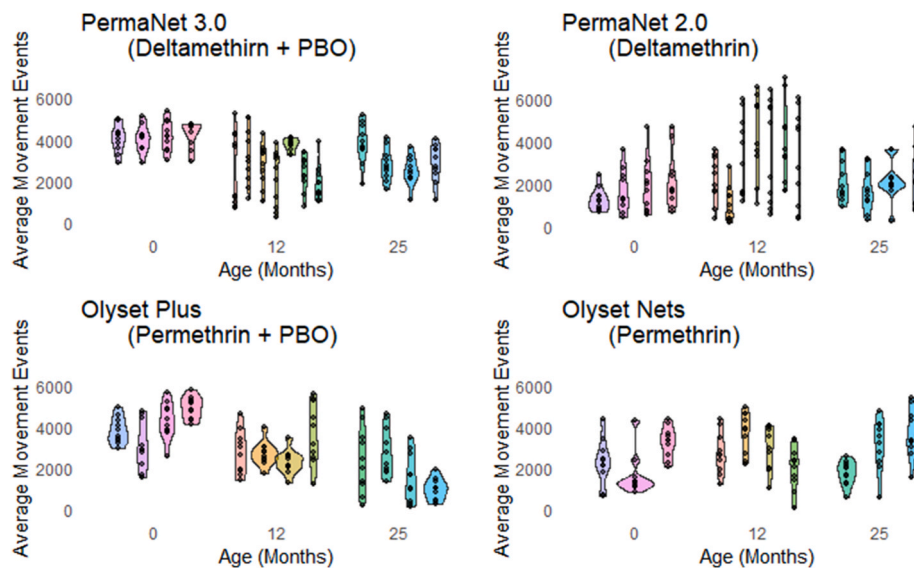 PermaNet 3.0
(Deltamethirn + PBO)
Average Movement Events
6000
4000
2000
0
0 12 25
Age (Months)
PermaNet 2.0
(Deltamethrin)
Average Movement Events
6000
4000
2000
0
0 12 25
Age (Months)
Olyset Plus
(Permethrin + PBO)
Average Movement Events
6000
4000
2000
0
0 12 25
Age (Months)
Olyset Nets
(Permethrin)
Average Movement Events
6000
4000
2000
0
0 12 25
Age (Months)